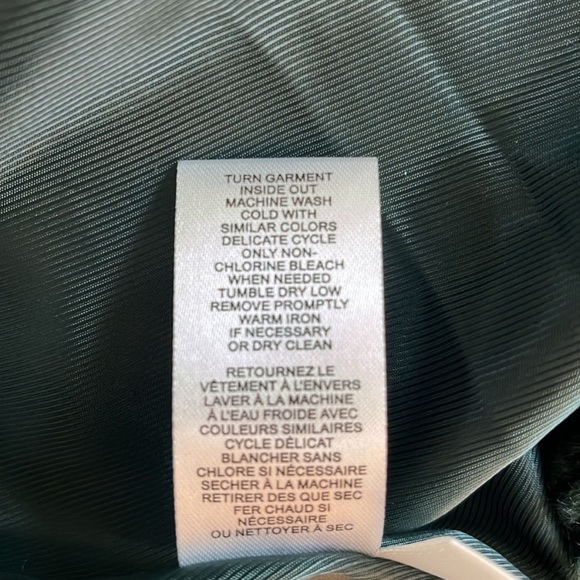 TURN GARMENT
INSIDE OUT
MACHINE WASH
COLD WITH
SIMILAR COLORS
DELICATE CYCLE
ONLY NON-
CHLORINE BLEACH
WHEN NEEDED
TUMBLE DRY LOW
REMOVE PROMPTLY
WARM IRON
IF NECESSARY
OR DRY CLEAN
RETOURNEZ LE
VÊTEMENT À L'ENVERS
LAVER À LA MACHINE
À L'EAU FROIDE AVEC
COULEURS SIMILAIRES
CYCLE DÉLICAT
BLANCHER SANS
CHLORE SI NÉCESSAIRE
SECHER À LA MACHINE
RETIRER DES QUE SEC
FER CHAUD SI
NÉCESSAIRE
OU NETTOYER À SEC